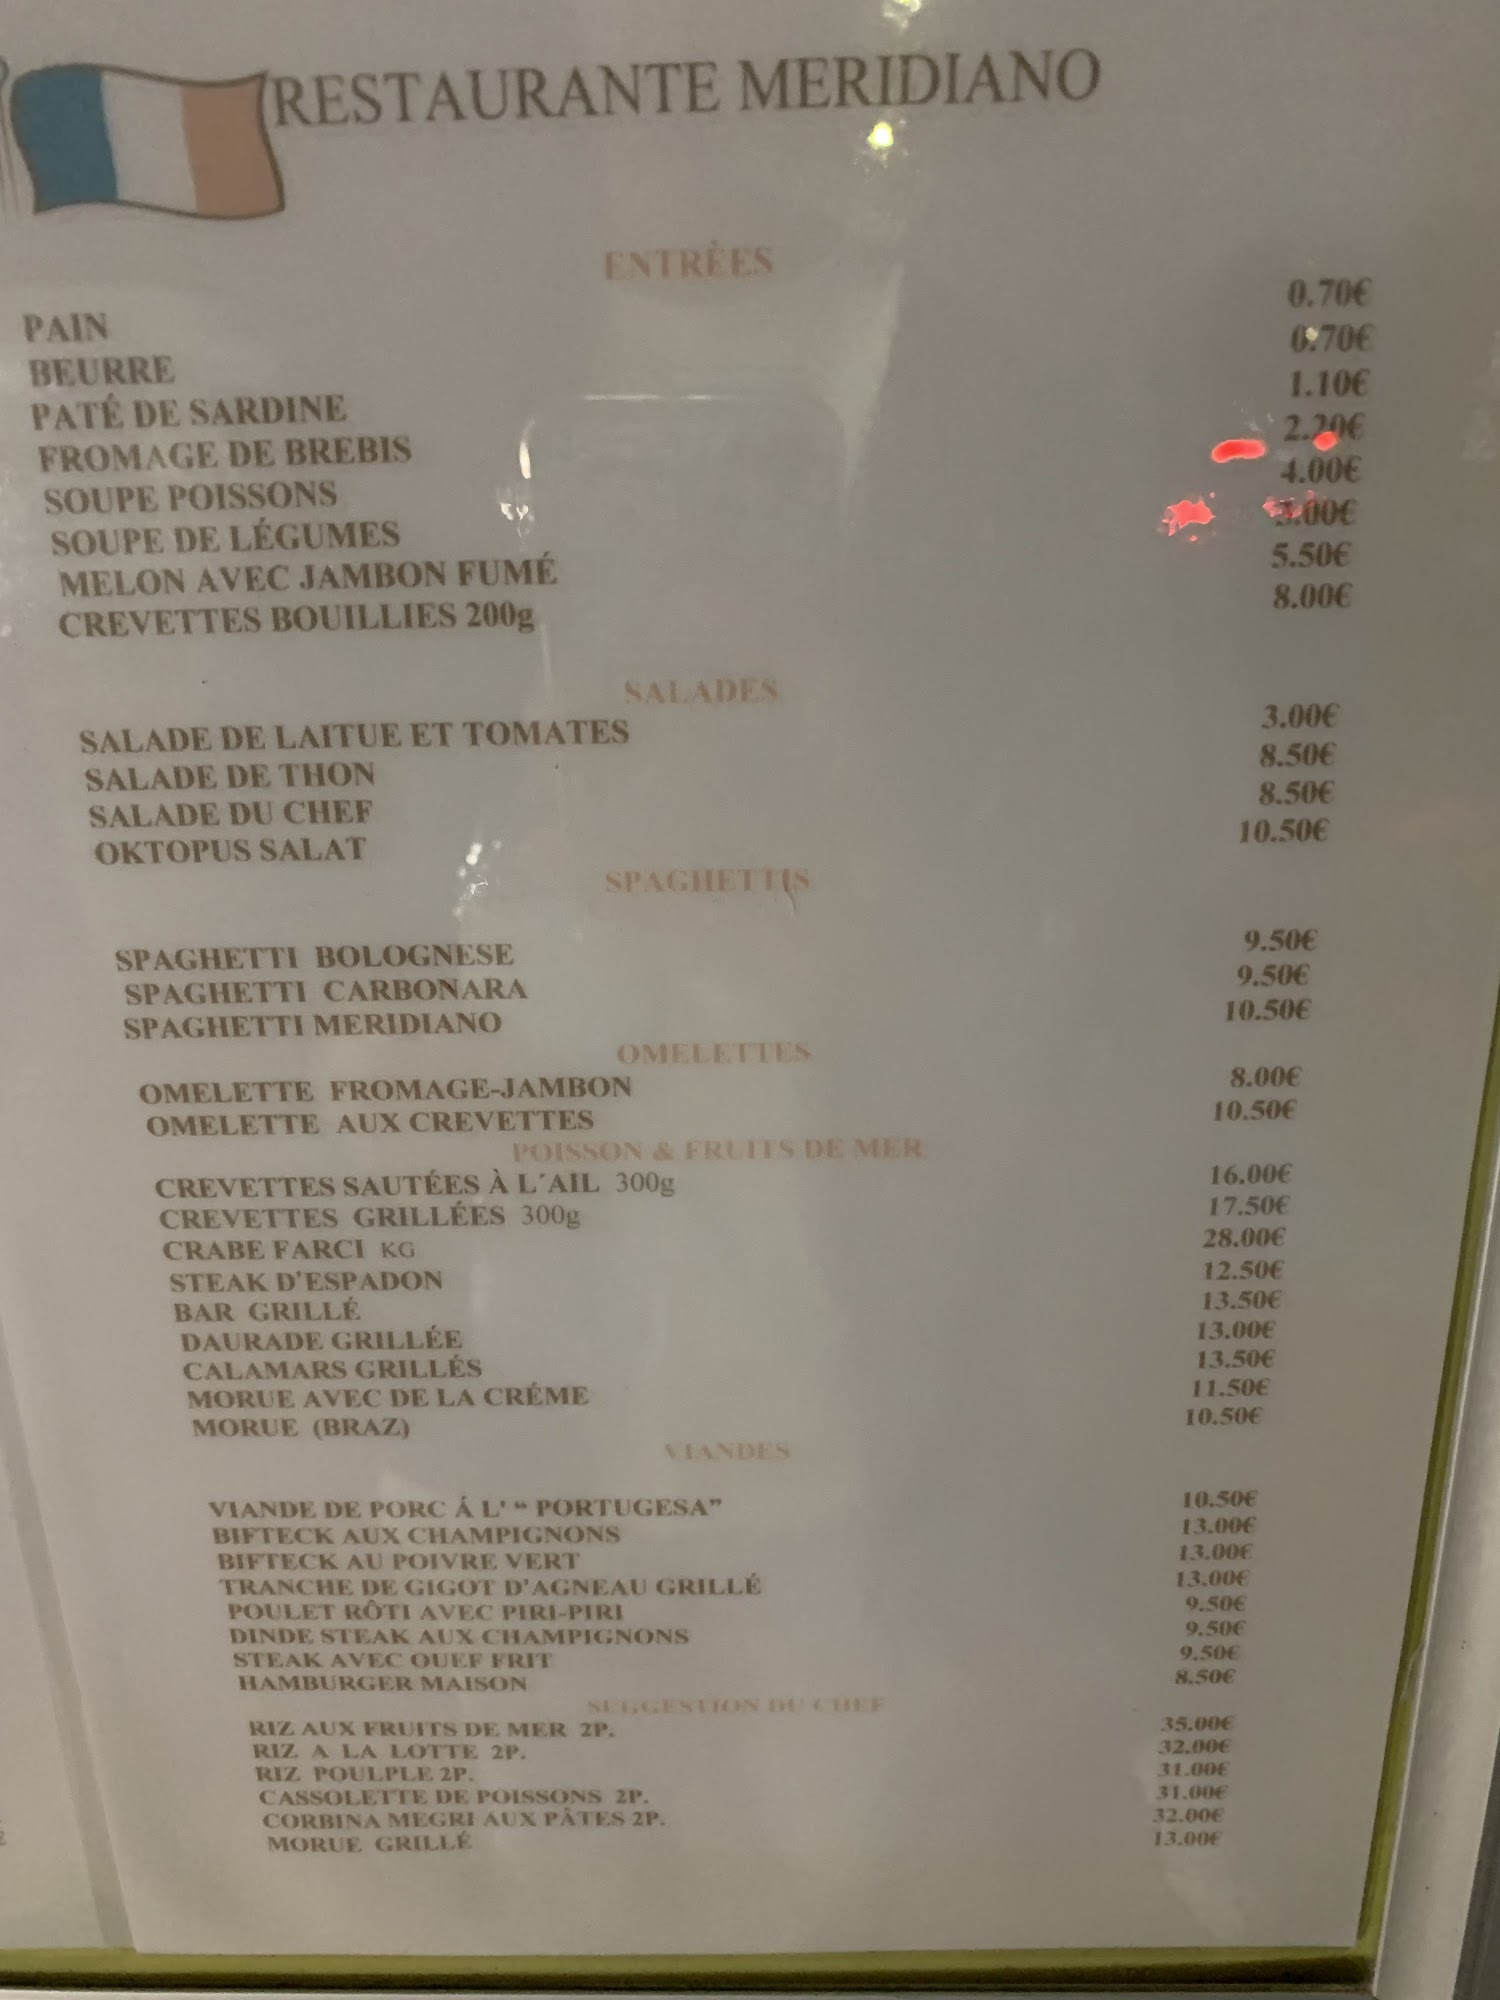 RESTAURANTE MERIDIANO
ENTRÈES
PAIN 0.70€
BEURRE 0.70€
PATÉ DE SARDINE 1.10€
FROMAGE DE BREBIS 2.20€
SOUPE POISSONS 4.00€
SOUPE DE LÉGUMES 3.00€
MELON AVEC JAMBON FUMÉ 5.50€
CREVETTES BOUILLIES 200g 8.00€
SALADES
SALADE DE LAITUE ET TOMATES 3.00€
SALADE DE THON 8.50€
SALADE DU CHEF 8.50€
OKTOPUS SALAT 10.50€
SPAGHETTIS
SPAGHETTI BOLOGNESE 9.50€
SPAGHETTI CARBONARA 9.50€
SPAGHETTI MERIDIANO 10.50€
OMELETTES
OMELETTE FROMAGE-JAMBON 8.00€
OMELETTE AUX CREVETTES 10.50€
POISSON & FRUITS DE MER
CREVETTES SAUTÉES À L´AIL 300g 16.00€
CREVETTES GRILLÉES 300g 17.50€
CRABE FARCI KG 28.00€
STEAK D'ESPADON 12.50€
BAR GRILLÉ 13.50€
DAURADE GRILLÉE 13.00€
CALAMARS GRILLÉS 13.50€
MORUE AVEC DE LA CRÉME 11.50€
MORUE (BRAZ) 10.50€
VIANDES
VIANDE DE PORC Á L' “ PORTUGESA” 10.50€
BIFTECK AUX CHAMPIGNONS 13.00€
BIFTECK AU POIVRE VERT 13.00€
TRANCHE DE GIGOT D'AGNEAU GRILLÉ 13.00€
POULET RÔTI AVEC PIRI-PIRI 9.50€
DINDE STEAK AUX CHAMPIGNONS 9.50€
STEAK AVEC OUEF FRIT 9.50€
HAMBURGER MAISON 8.50€
SUGGESTION DU CHEF
RIZ AUX FRUITS DE MER 2P. 35.00€
RIZ A LA LOTTE 2P. 32.00€
RIZ POULPLE 2P. 31.00€
CASSOLETTE DE POISSONS 2P. 31.00€
CORBINA MEGRI AUX PÂTES 2P. 32.00€
MORUE GRILLÉ 13.00€